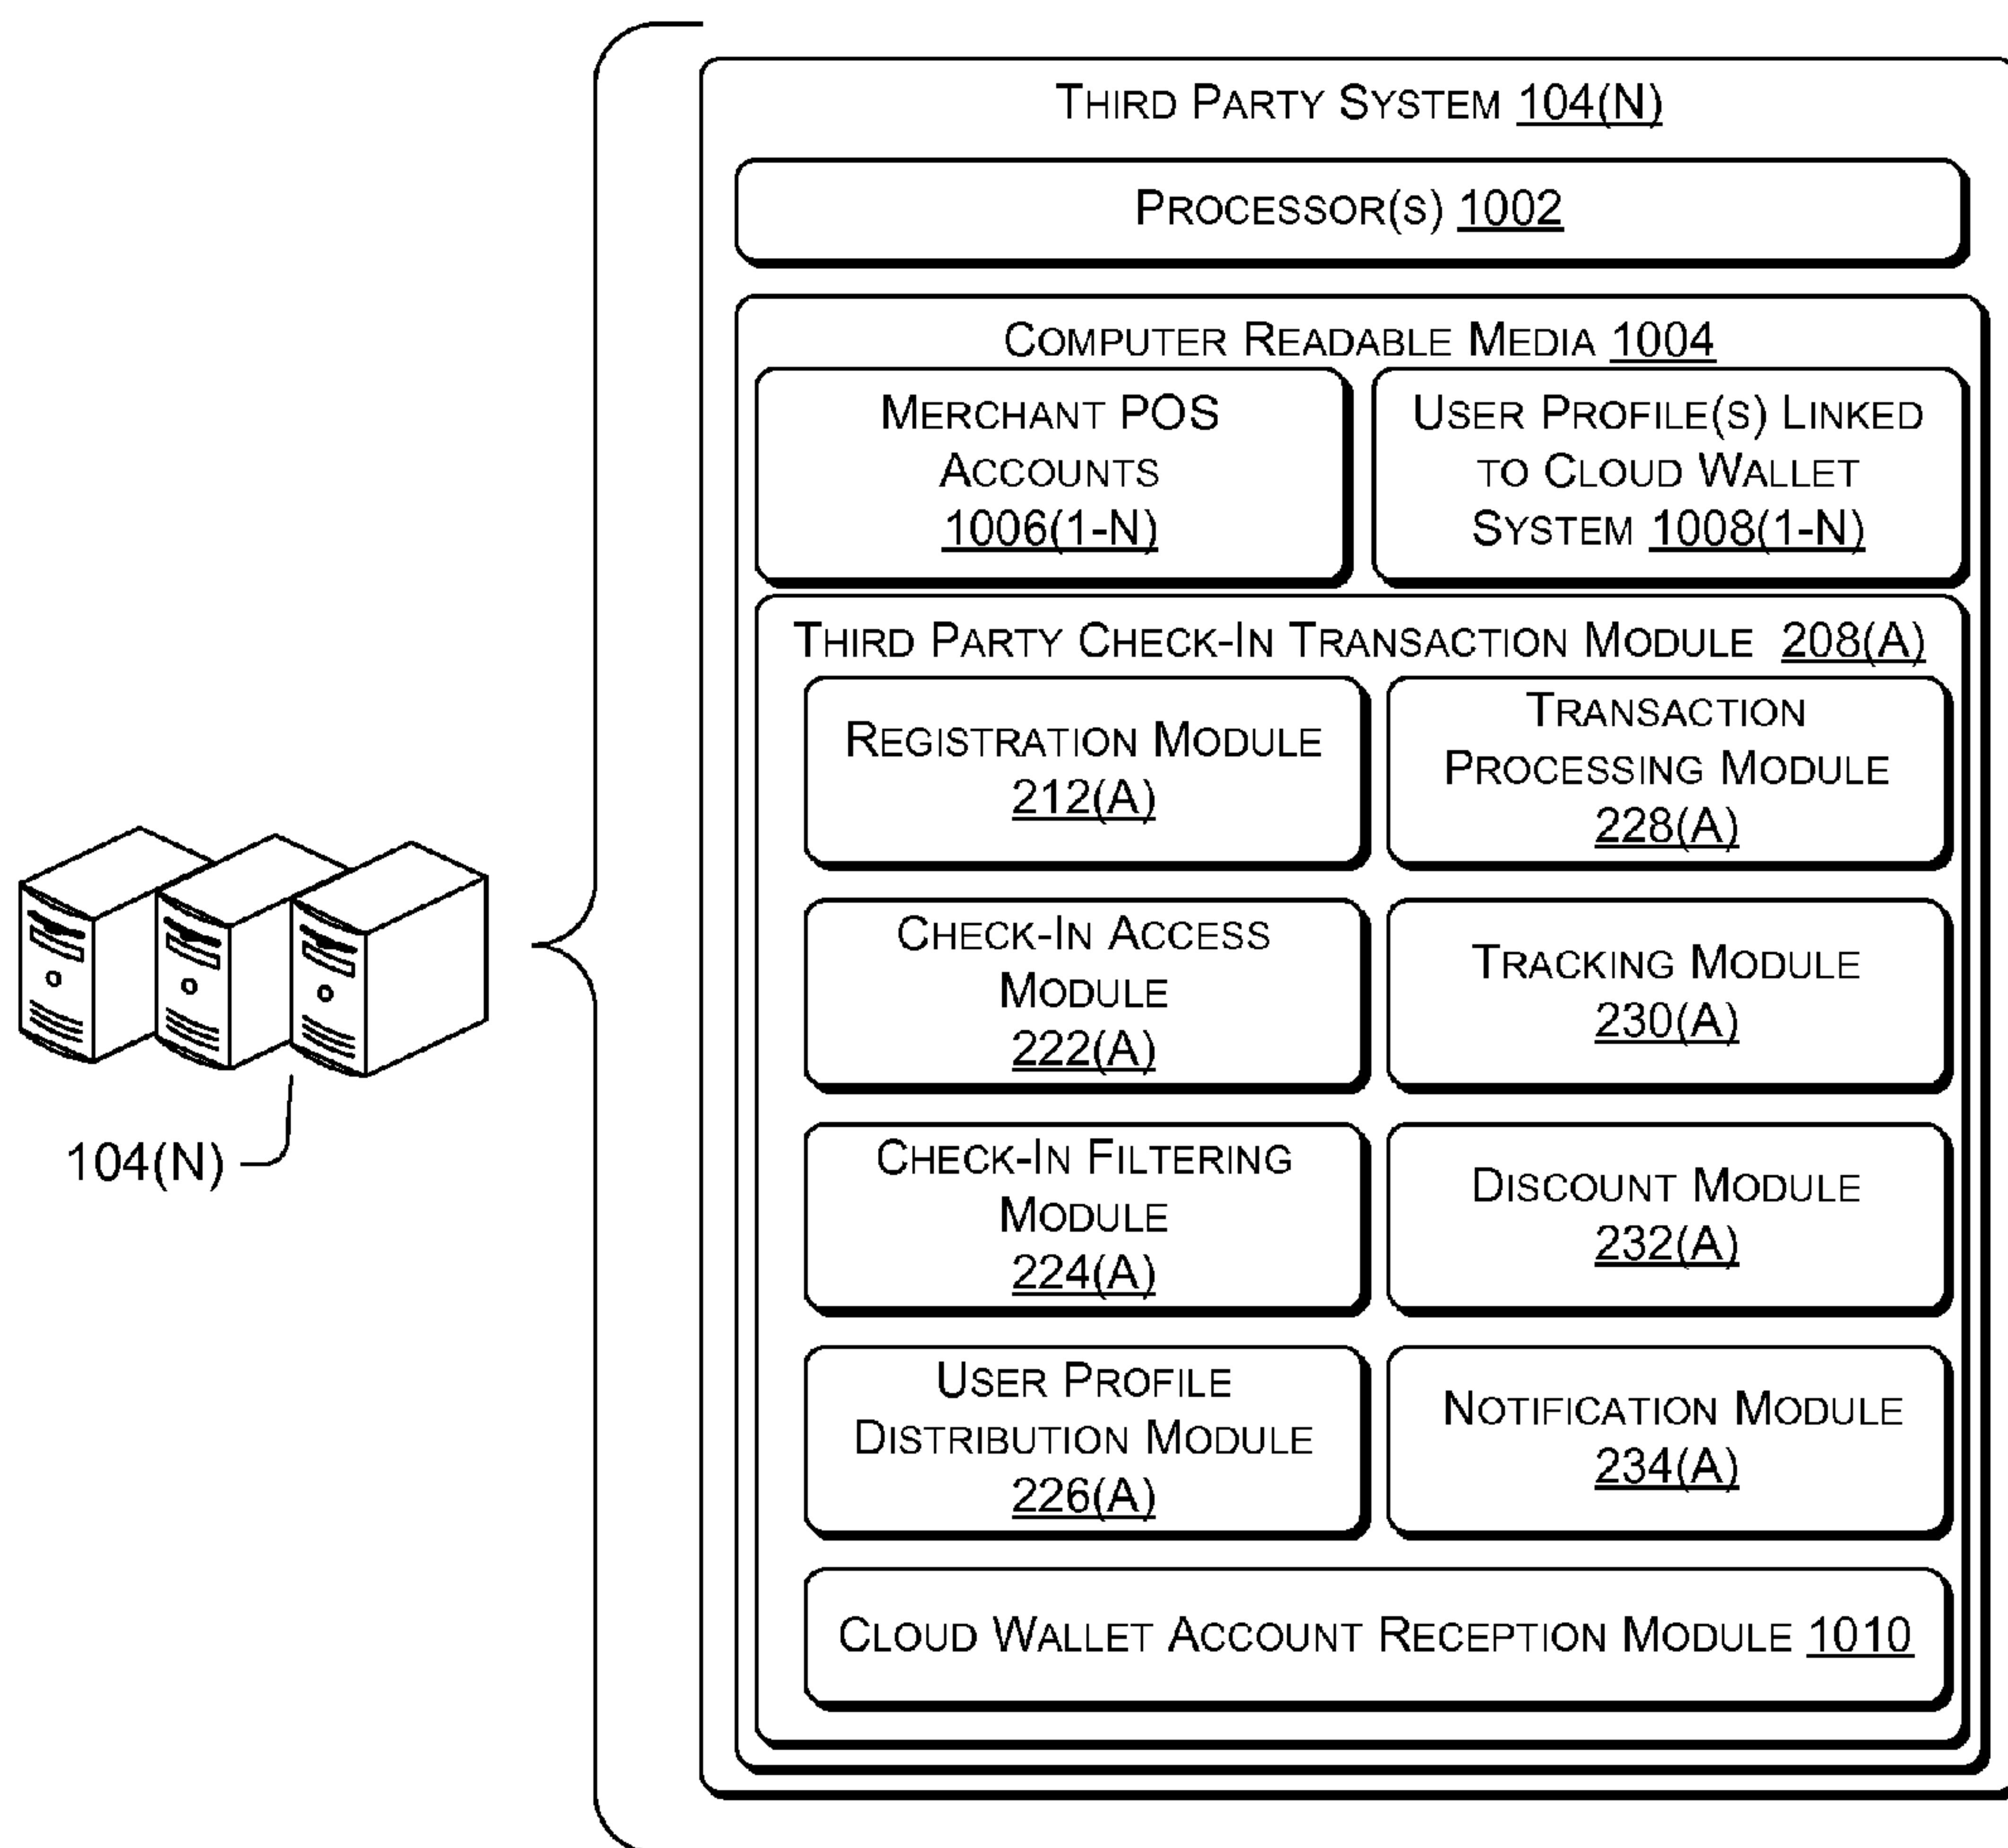 THIRD PARTY SYSTEM 104(N)
PROCESSOR(S) 1002
COMPUTER READABLE MEDIA 1004
MERCHANT POS
ACCOUNTS
1006(1-N)
USER PROFILE(S) LINKED
TO CLOUD WALLET
SYSTEM 1008(1-N)
THIRD PARTY CHECK-IN TRANSACTION MODULE 208(A)
REGISTRATION MODULE
212(A)
TRANSACTION
PROCESSING MODULE
228(A)
CHECK-IN ACCESS
MODULE
222(A)
TRACKING MODULE
230(A)
CHECK-IN FILTERING
MODULE
224(A)
DISCOUNT MODULE
232(A)
USER PROFILE
DISTRIBUTION MODULE
226(A)
NOTIFICATION MODULE
234(A)
CLOUD WALLET ACCOUNT RECEPTION MODULE 1010
104(N)